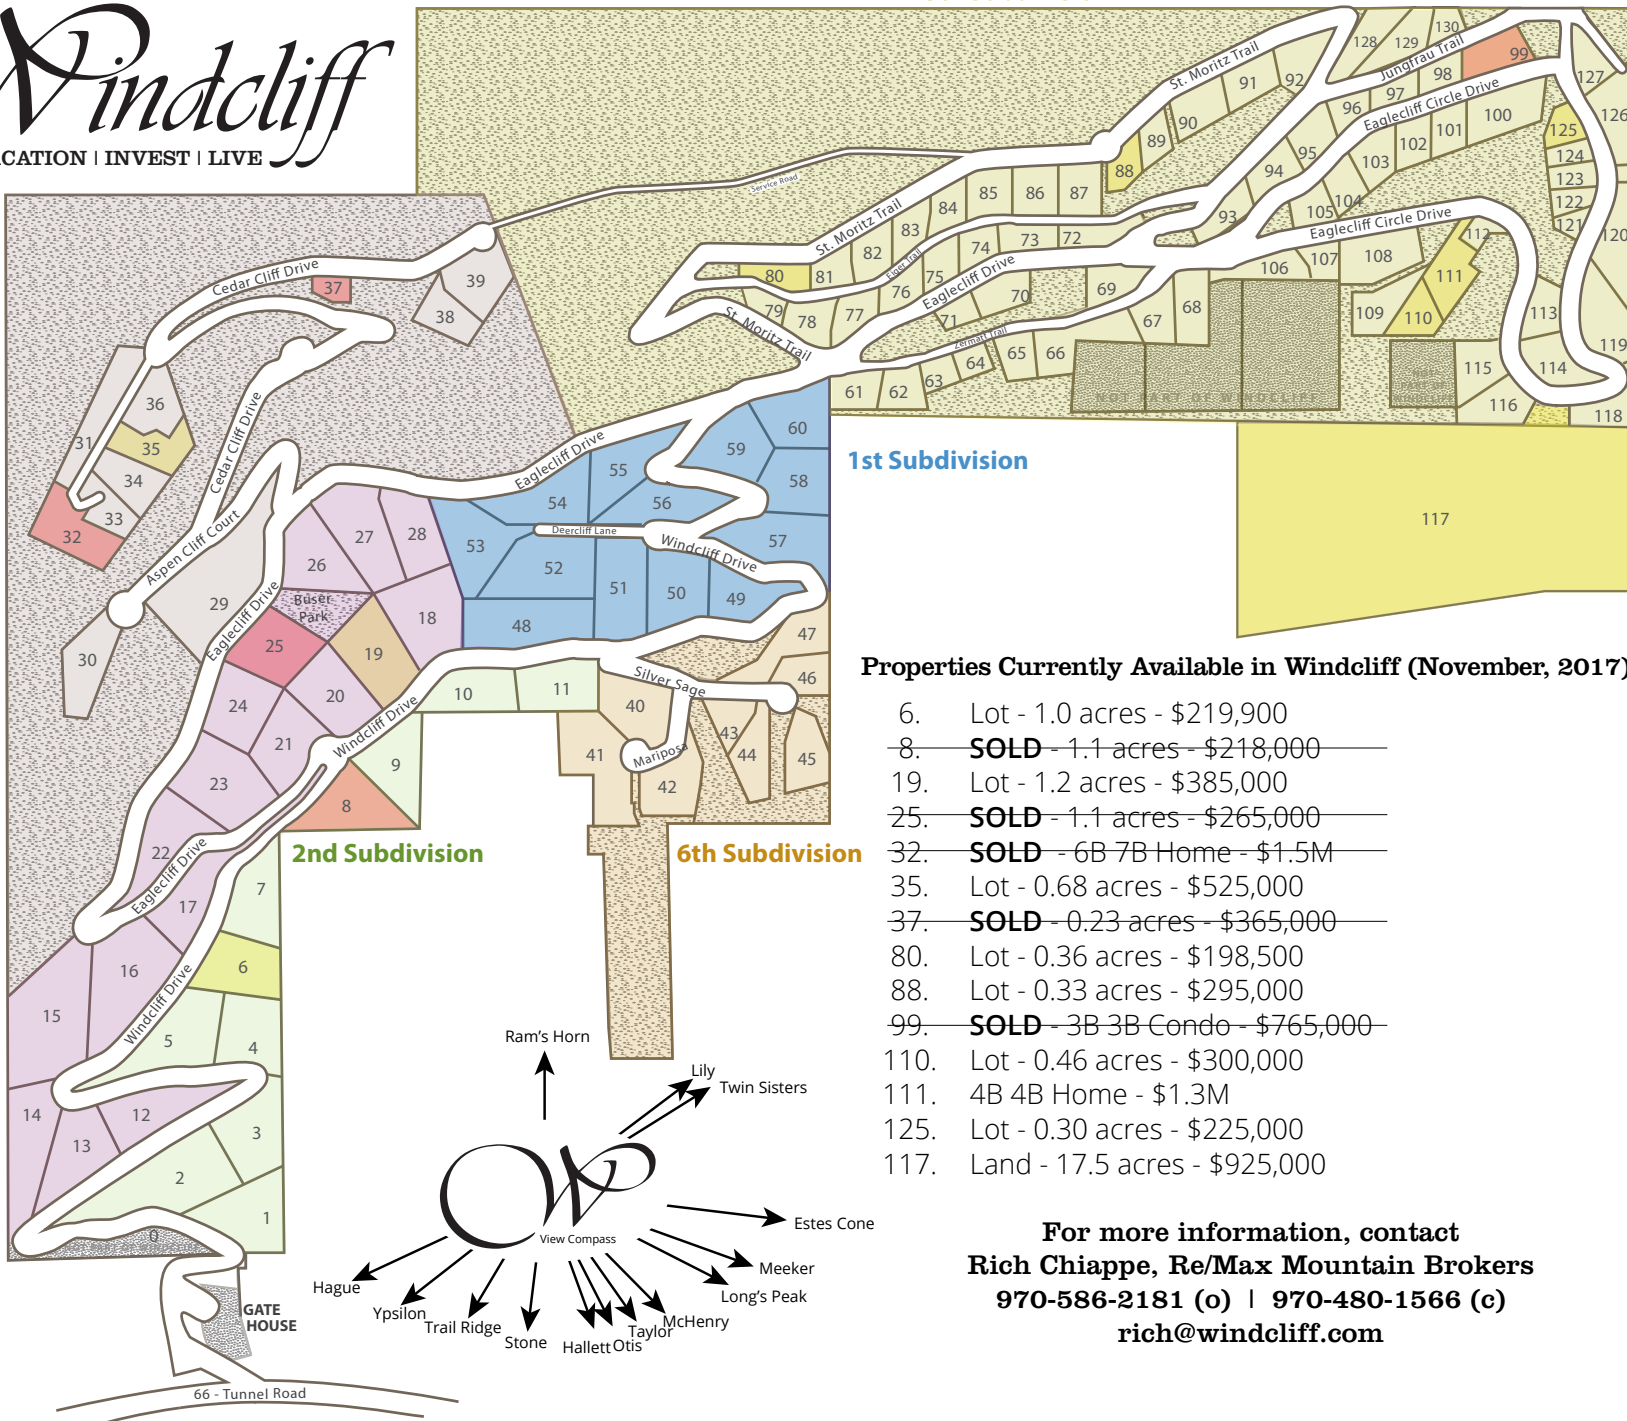 Windcliff
CATION | INVEST | LIVE
St. Moritz Trail
Jungfrau Trail
Eaglecliff Circle Drive
Service Road
St. Moritz Trail
Eiger Trail
Eaglecliff Drive
Eaglecliff Circle Drive
St. Moritz Trail
Zermatt Trail
NOT PART OF WINDCLIFF
NOT
PART OF
WINDCLIFF
128 129 130 99 127 126
91 92 98 97 96 100
90 89 88 95 94 101 102 103 125 124 123 122 121 120
85 86 87 84 83 82 81 80 93 104 105 112
74 73 72 75 76 79 78 77 71 70 69 68 67 106 107 108 111 110 109 113
61 62 63 64 65 66 115 114 116 119 118
117
Cedar Cliff Drive
37 39 38
36 31 35 34 33 32
Cedar Cliff Drive
Aspen Cliff Court
29 30
Eaglecliff Drive
Eaglecliff Drive
60 59 58 55 54 56 53 57 52 51 50 49 48
Deercliff Lane
Windcliff Drive
1st Subdivision
28 27 26 18
Buser
Park
25 19 20 24 21 23 22 17 16 15 14 13 12
Windcliff Drive
Eaglecliff Drive
Windcliff Drive
10 11 9 8 7 6 5 4 3 2 1 0
2nd Subdivision
Silver Sage
Mariposa
47 46 40 41 42 43 44 45
6th Subdivision
Properties Currently Available in Windcliff (November, 2017)
6. Lot - 1.0 acres - $219,900
8. SOLD - 1.1 acres - $218,000
19. Lot - 1.2 acres - $385,000
25. SOLD - 1.1 acres - $265,000
32. SOLD - 6B 7B Home - $1.5M
35. Lot - 0.68 acres - $525,000
37. SOLD - 0.23 acres - $365,000
80. Lot - 0.36 acres - $198,500
88. Lot - 0.33 acres - $295,000
99. SOLD - 3B 3B Condo - $765,000
110. Lot - 0.46 acres - $300,000
111. 4B 4B Home - $1.3M
125. Lot - 0.30 acres - $225,000
117. Land - 17.5 acres - $925,000
For more information, contact
Rich Chiappe, Re/Max Mountain Brokers
970-586-2181 (o) | 970-480-1566 (c)
rich@windcliff.com
Ram's Horn
Lily
Twin Sisters
Estes Cone
View Compass
Meeker
Long's Peak
McHenry
Taylor
Otis
Hallett
Stone
Trail Ridge
Ypsilon
Hague
GATE
HOUSE
66 - Tunnel Road